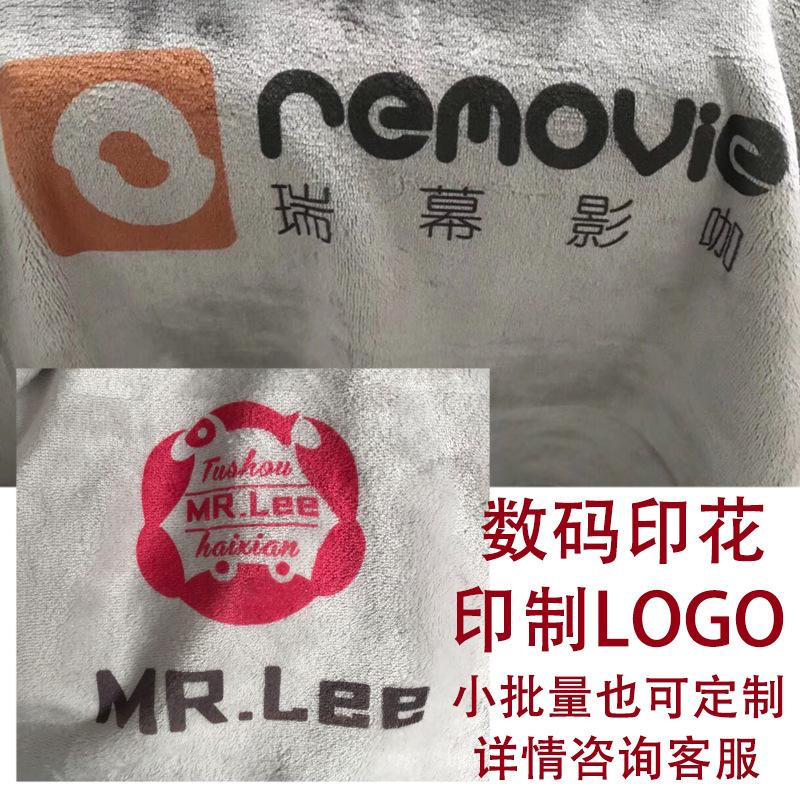 removie
瑞幕影咖
Tushou
MR.Lee
haixian
MR.Lee
数码印花
印制LOGO
小批量也可定制
详情咨询客服